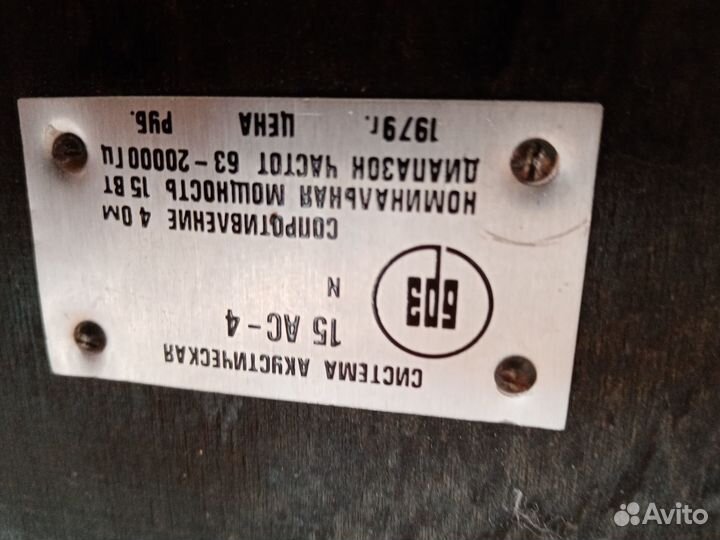 СИСТЕМА АКУСТИЧЕСКАЯ
15 АС-4
БРЗ
N
СОПРОТИВЛЕНИЕ 4 ОМ
НОМИНАЛЬНАЯ МОЩНОСТЬ 15 ВТ
ДИАПАЗОН ЧАСТОТ 63-20000 ГЦ
1979г. ЦЕНА РУБ.
Avito